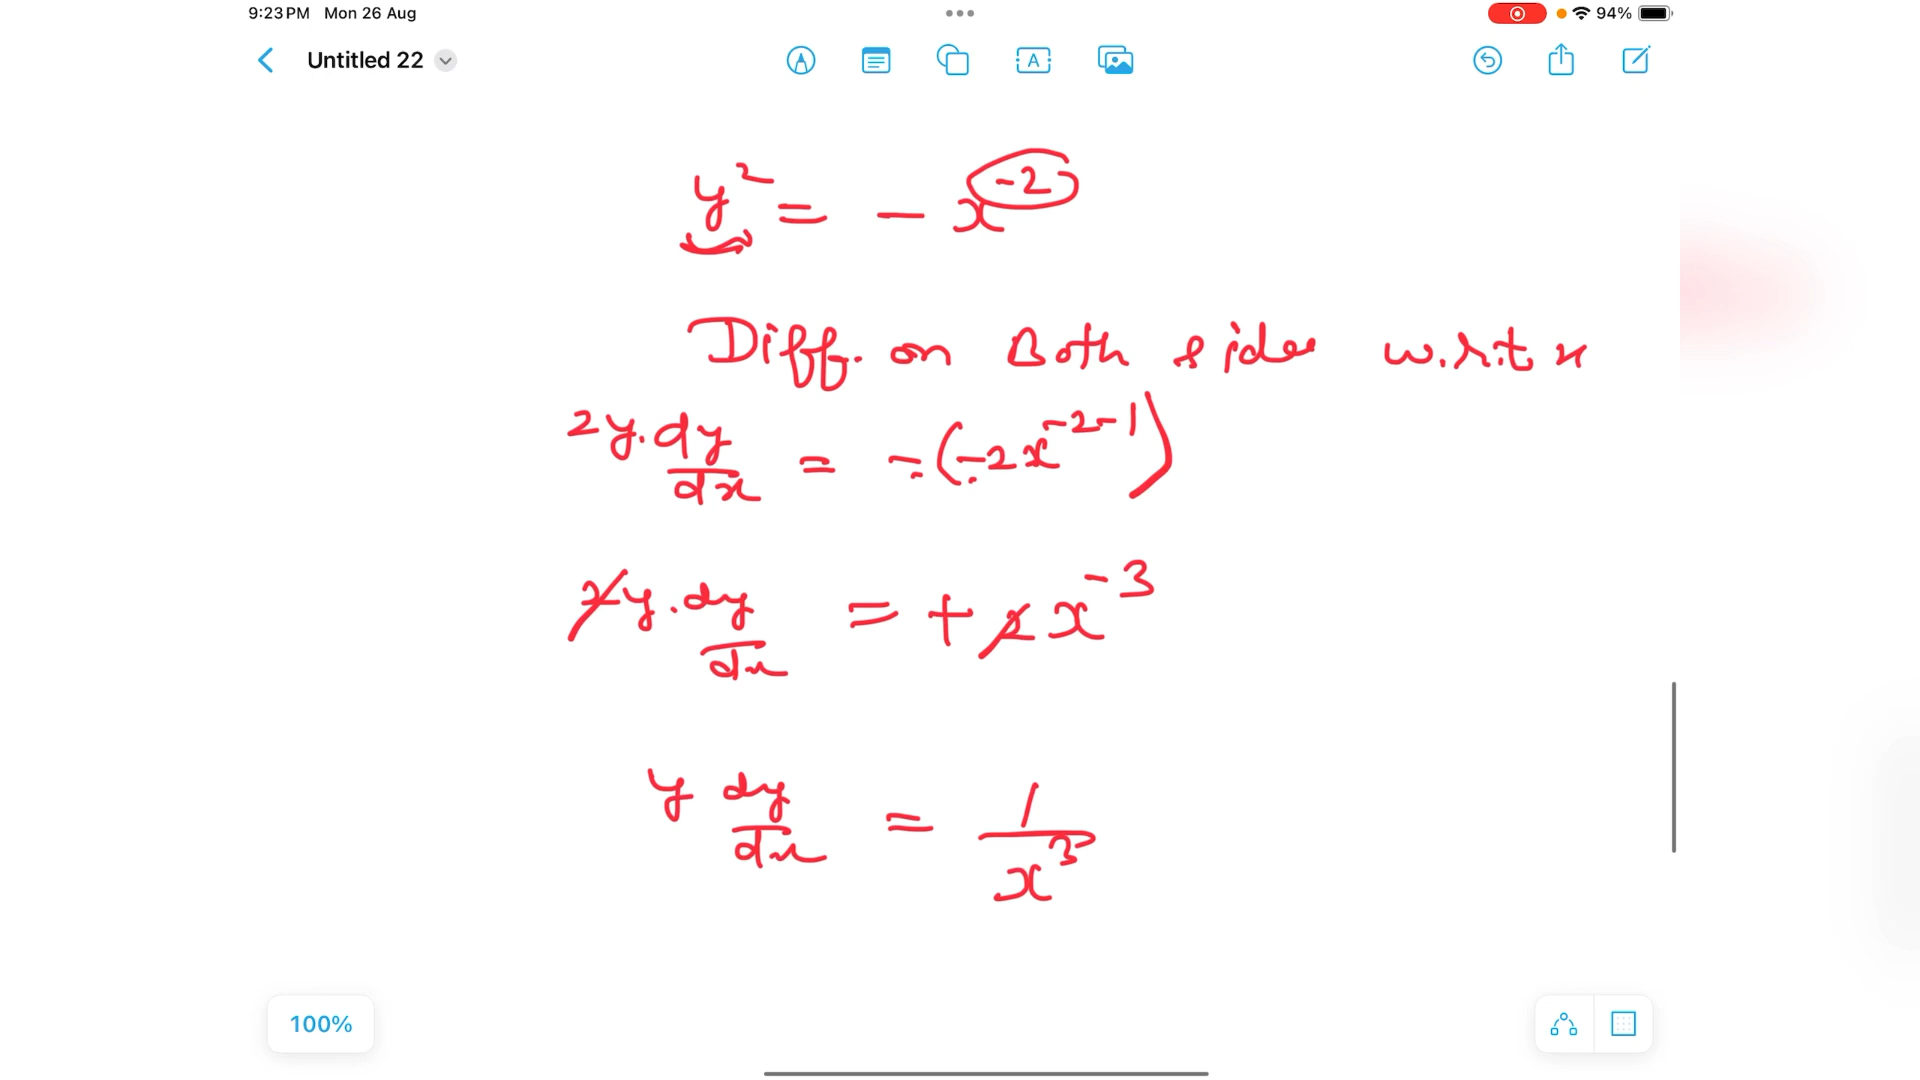 9:23 PM Mon 26 Aug 94%
Untitled 22
y² = - x⁻²
Diff. on Both sides w.r.t. x
2y. dy/dx = -(-2x⁻²⁻¹)
2y. dy/dx = + 2x⁻³
y dy/dx = 1/x³
100%